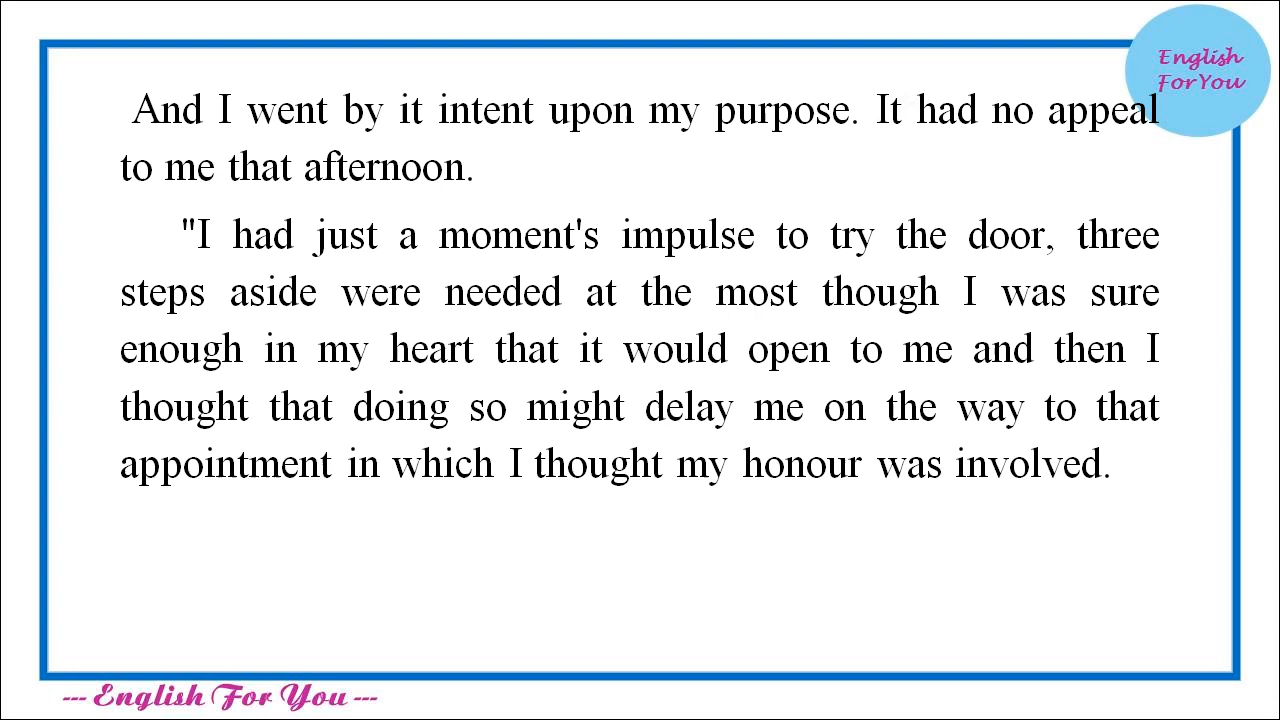 English
ForYou
And I went by it intent upon my purpose. It had no appeal
to me that afternoon.
"I had just a moment's impulse to try the door, three
steps aside were needed at the most though I was sure
enough in my heart that it would open to me and then I
thought that doing so might delay me on the way to that
appointment in which I thought my honour was involved.
--- English For You ---